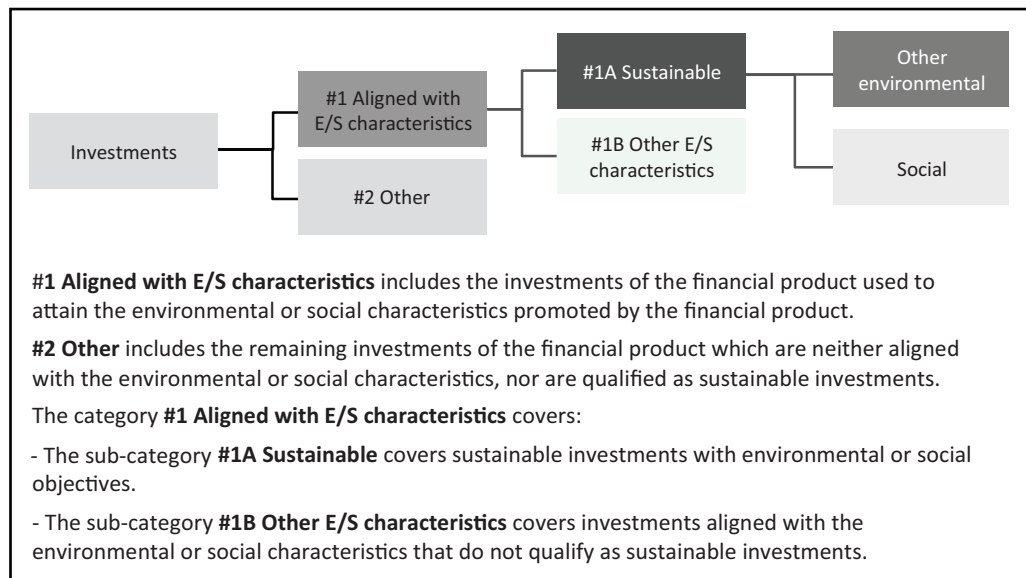 Investments
#1 Aligned with
E/S characteristics
#2 Other
#1A Sustainable
#1B Other E/S
characteristics
Other
environmental
Social
#1 Aligned with E/S characteristics includes the investments of the financial product used to
attain the environmental or social characteristics promoted by the financial product.
#2 Other includes the remaining investments of the financial product which are neither aligned
with the environmental or social characteristics, nor are qualified as sustainable investments.
The category #1 Aligned with E/S characteristics covers:
- The sub-category #1A Sustainable covers sustainable investments with environmental or social
objectives.
- The sub-category #1B Other E/S characteristics covers investments aligned with the
environmental or social characteristics that do not qualify as sustainable investments.